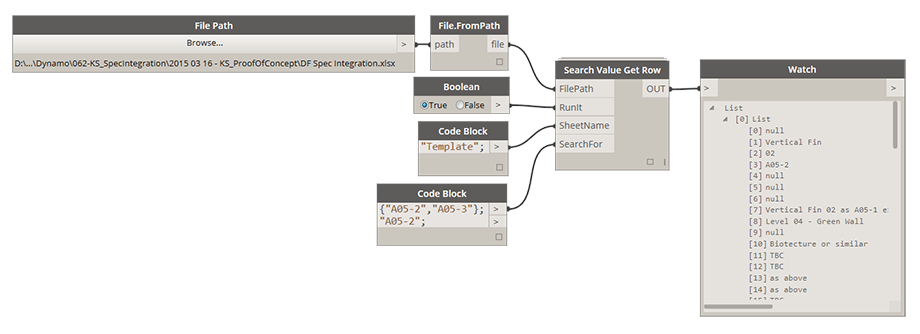 File Path
Browse...
>
D:\...\Dynamo\062-KS_SpecIntegration\2015 03 16 - KS_ProofOfConcept\DF Spec Integration.xlsx
File.FromPath
> path file
Boolean
True False >
Code Block
"Template"; >
Code Block
{"A05-2","A05-3"}; >
"A05-2"; >
Search Value Get Row
FilePath OUT
RunIt
SheetName
SearchFor
Watch
> >
List
[0] List
[0] null
[1] Vertical Fin
[2] 02
[3] A05-2
[4] null
[5] null
[6] null
[7] Vertical Fin 02 as A05-1 e
[8] Level 04 - Green Wall
[9] null
[10] Biotecture or similar
[11] TBC
[12] TBC
[13] as above
[14] as above